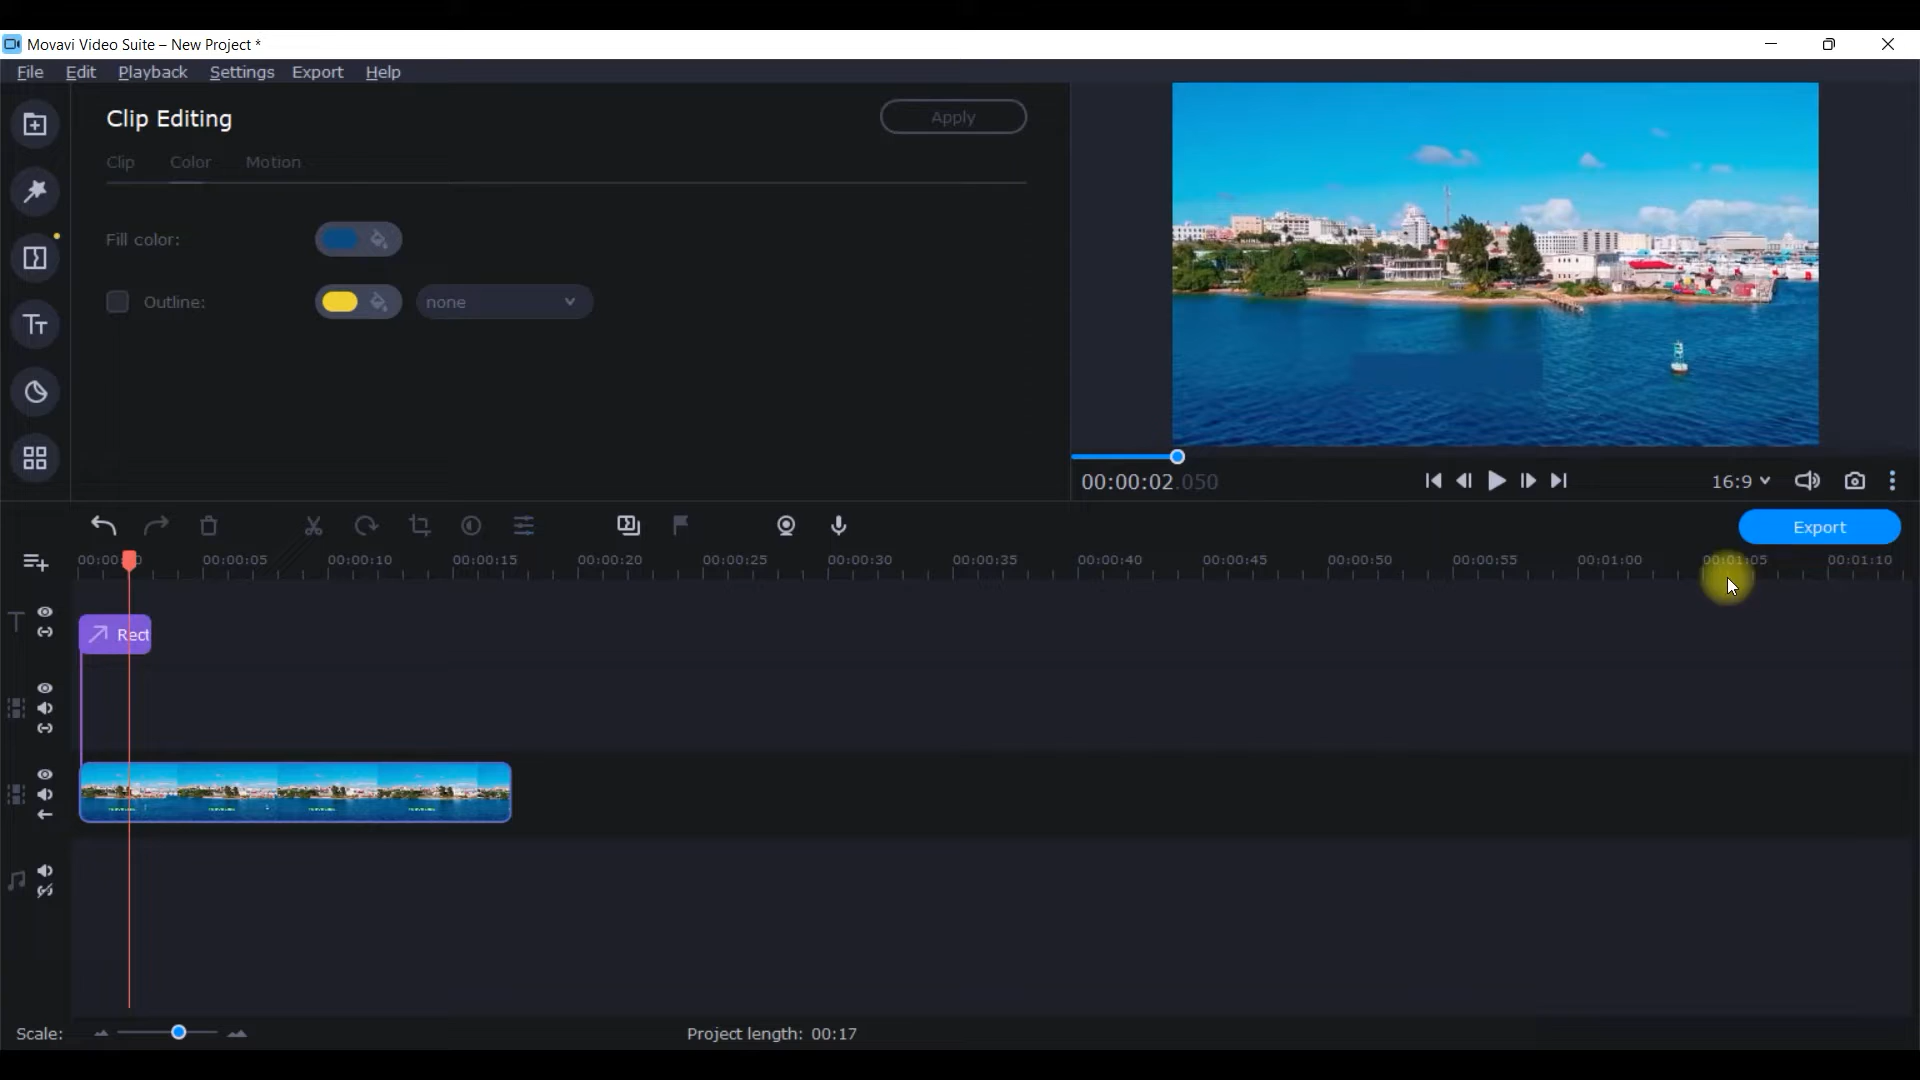 Movavi Video Suite – New Project *
File Edit Playback Settings Export Help
Clip Editing
Apply
Clip Color Motion
Fill color:
Outline:
none
00:00:02.050
16:9
Export
00:00:05 00:00:10 00:00:15 00:00:20 00:00:25 00:00:30 00:00:35 00:00:40 00:00:45 00:00:50 00:00:55 00:01:00 00:01:05 00:01:10
Rect
Scale:
Project length: 00:17